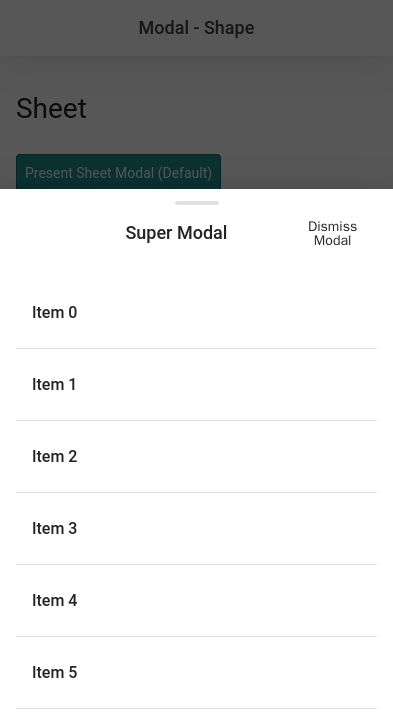 Modal - Shape
Sheet
Present Sheet Modal (Default)
Super Modal
Dismiss
Modal
Item 0
Item 1
Item 2
Item 3
Item 4
Item 5